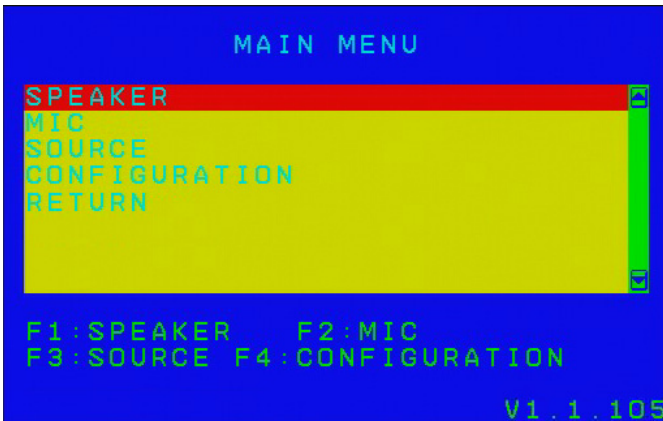 MAIN MENU
SPEAKER
MIC
SOURCE
CONFIGURATION
RETURN
F1:SPEAKER F2:MIC
F3:SOURCE F4:CONFIGURATION
V1.1.105